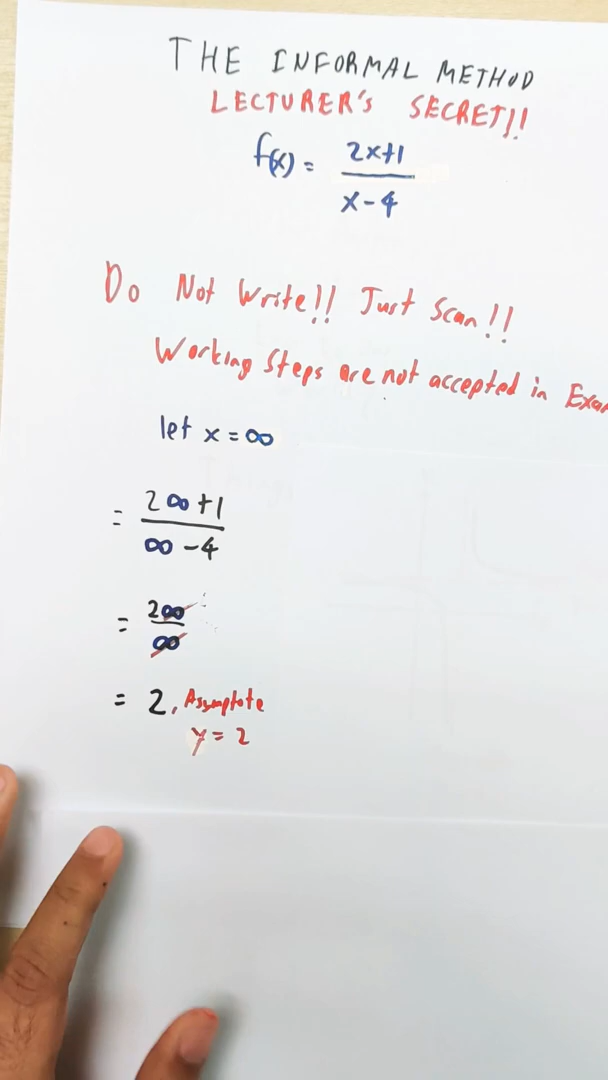 THE INFORMAL METHOD
LECTURER'S SECRET!!
f(x) = 2x+1 / x-4
Do Not Write!! Just Scan!!
Working Steps are not accepted in
let x = ∞
= 2∞+1 / ∞-4
= 2∞ / ∞
= 2, Asymptote
y = 2